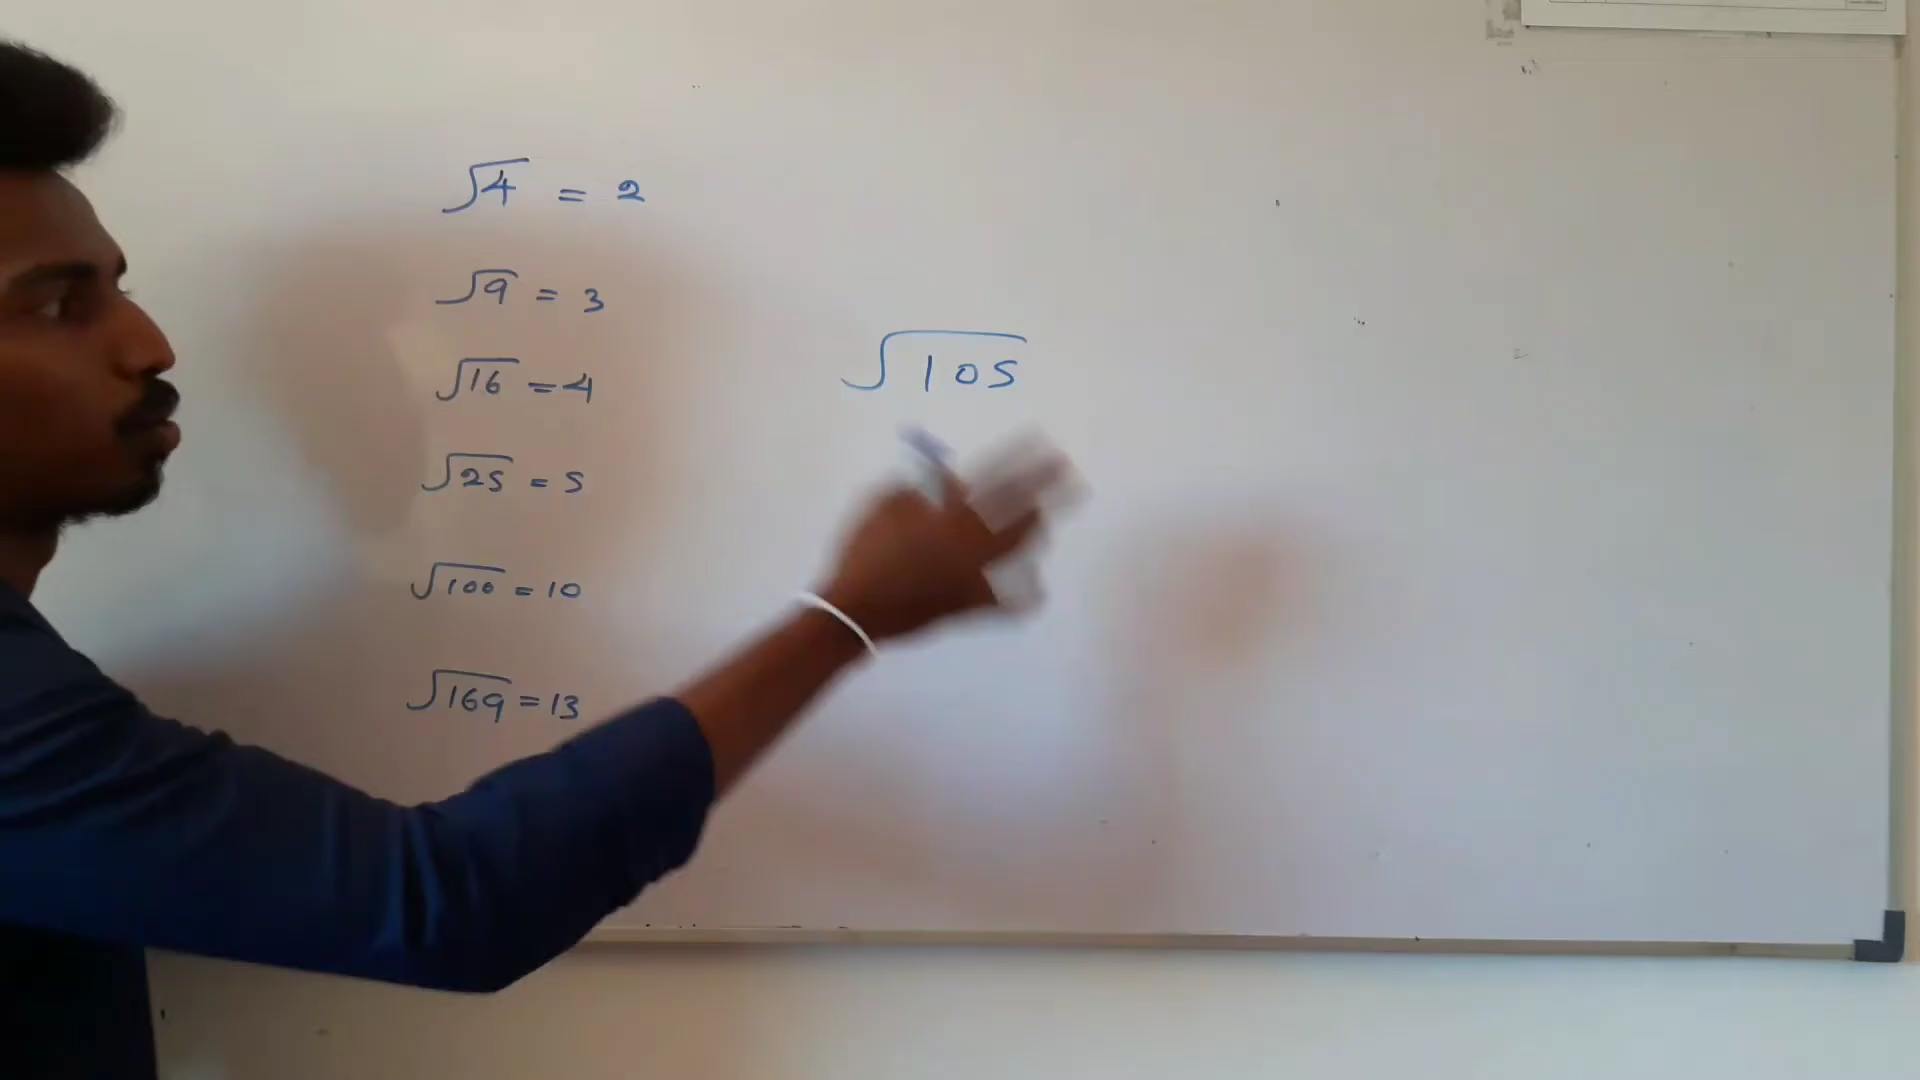 √4 = 2
√9 = 3
√16 = 4
√25 = 5
√100 = 10
√169 = 13
√105